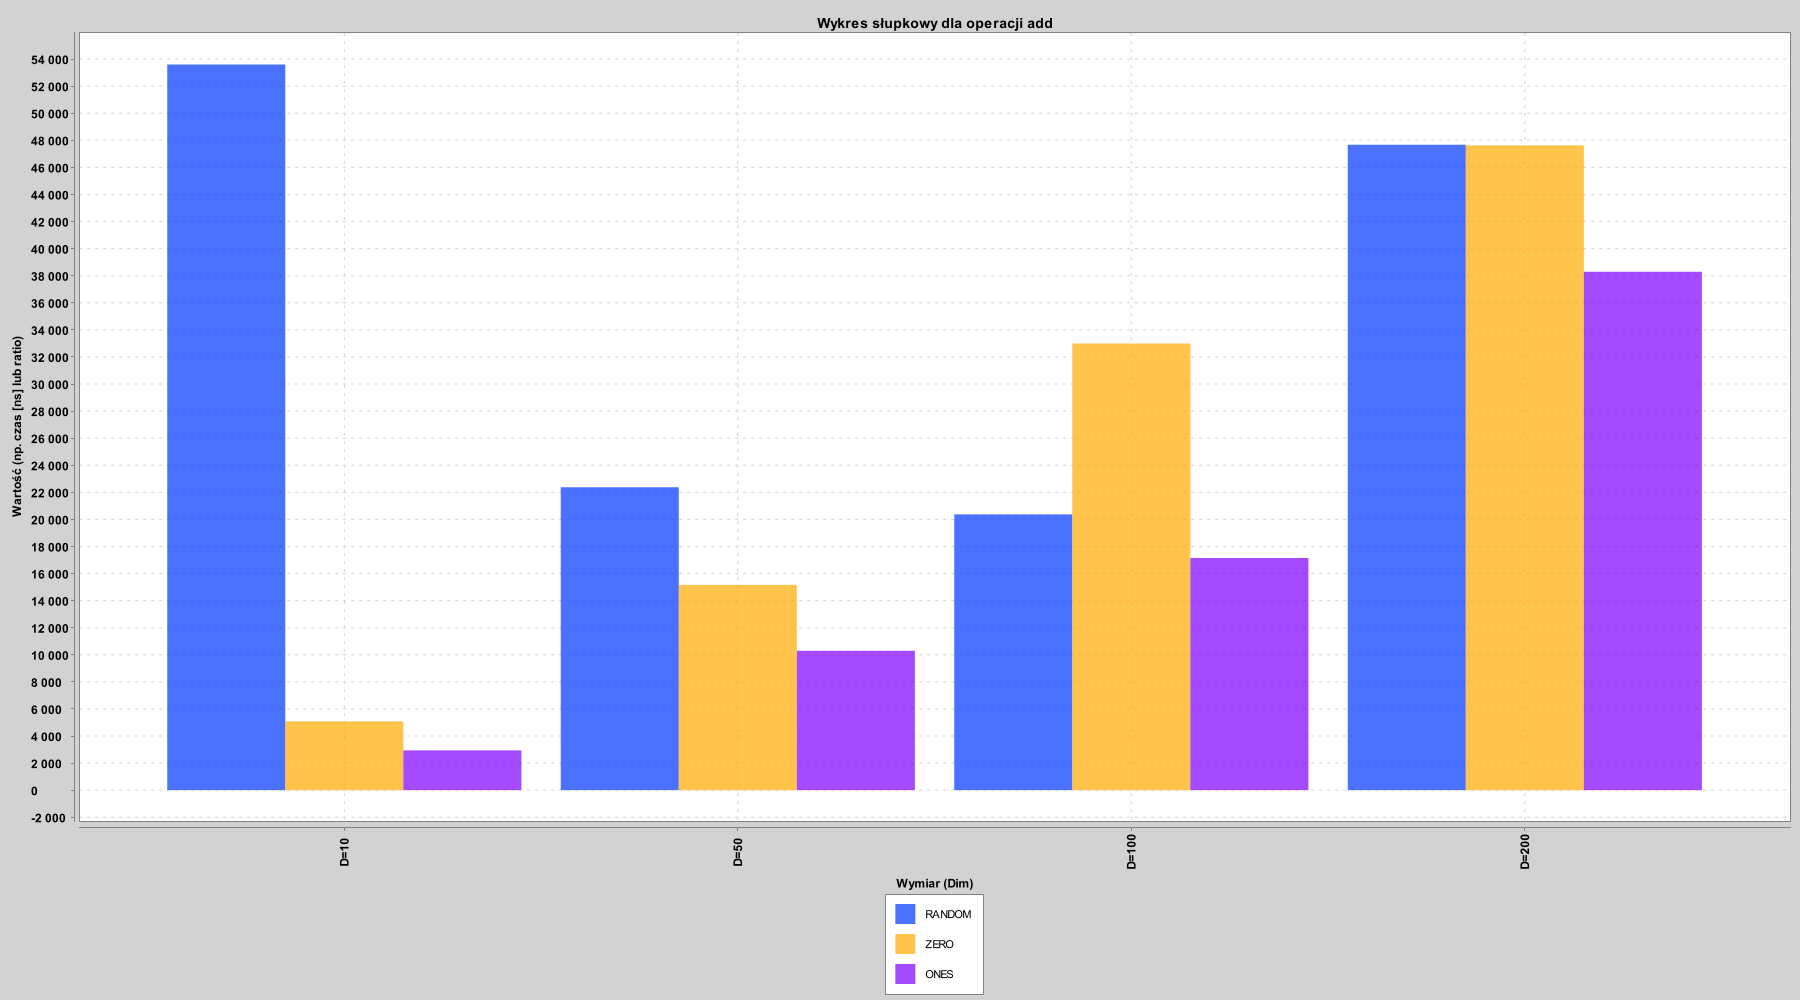 Wykres słupkowy dla operacji add
Wartość (np. czas [ns] lub ratio)
54 000
52 000
50 000
48 000
46 000
44 000
42 000
40 000
38 000
36 000
34 000
32 000
30 000
28 000
26 000
24 000
22 000
20 000
18 000
16 000
14 000
12 000
10 000
8 000
6 000
4 000
2 000
0
-2 000
D=10
D=50
D=100
D=200
Wymiar (Dim)
RANDOM
ZERO
ONES